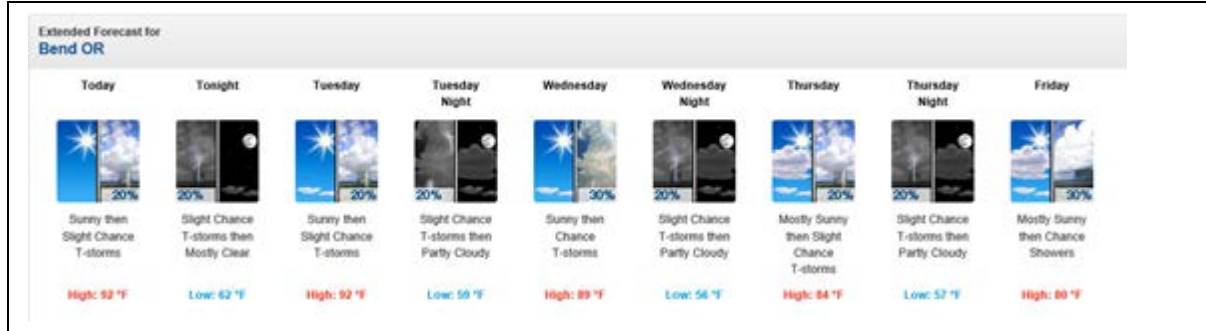 Extended Forecast for
Bend OR
Today
Tonight
Tuesday
Tuesday
Night
Wednesday
Wednesday
Night
Thursday
Thursday
Night
Friday
20%
20%
20%
20%
30%
20%
20%
20%
30%
Sunny then
Slight Chance
T-storms
Slight Chance
T-storms then
Mostly Clear
Sunny then
Slight Chance
T-storms
Slight Chance
T-storms then
Partly Cloudy
Sunny then
Chance
T-storms
Slight Chance
T-storms then
Partly Cloudy
Mostly Sunny
then Slight
Chance
T-storms
Slight Chance
T-storms then
Partly Cloudy
Mostly Sunny
then Chance
Showers
High: 92 °F
Low: 62 °F
High: 92 °F
Low: 59 °F
High: 89 °F
Low: 56 °F
High: 84 °F
Low: 57 °F
High: 80 °F